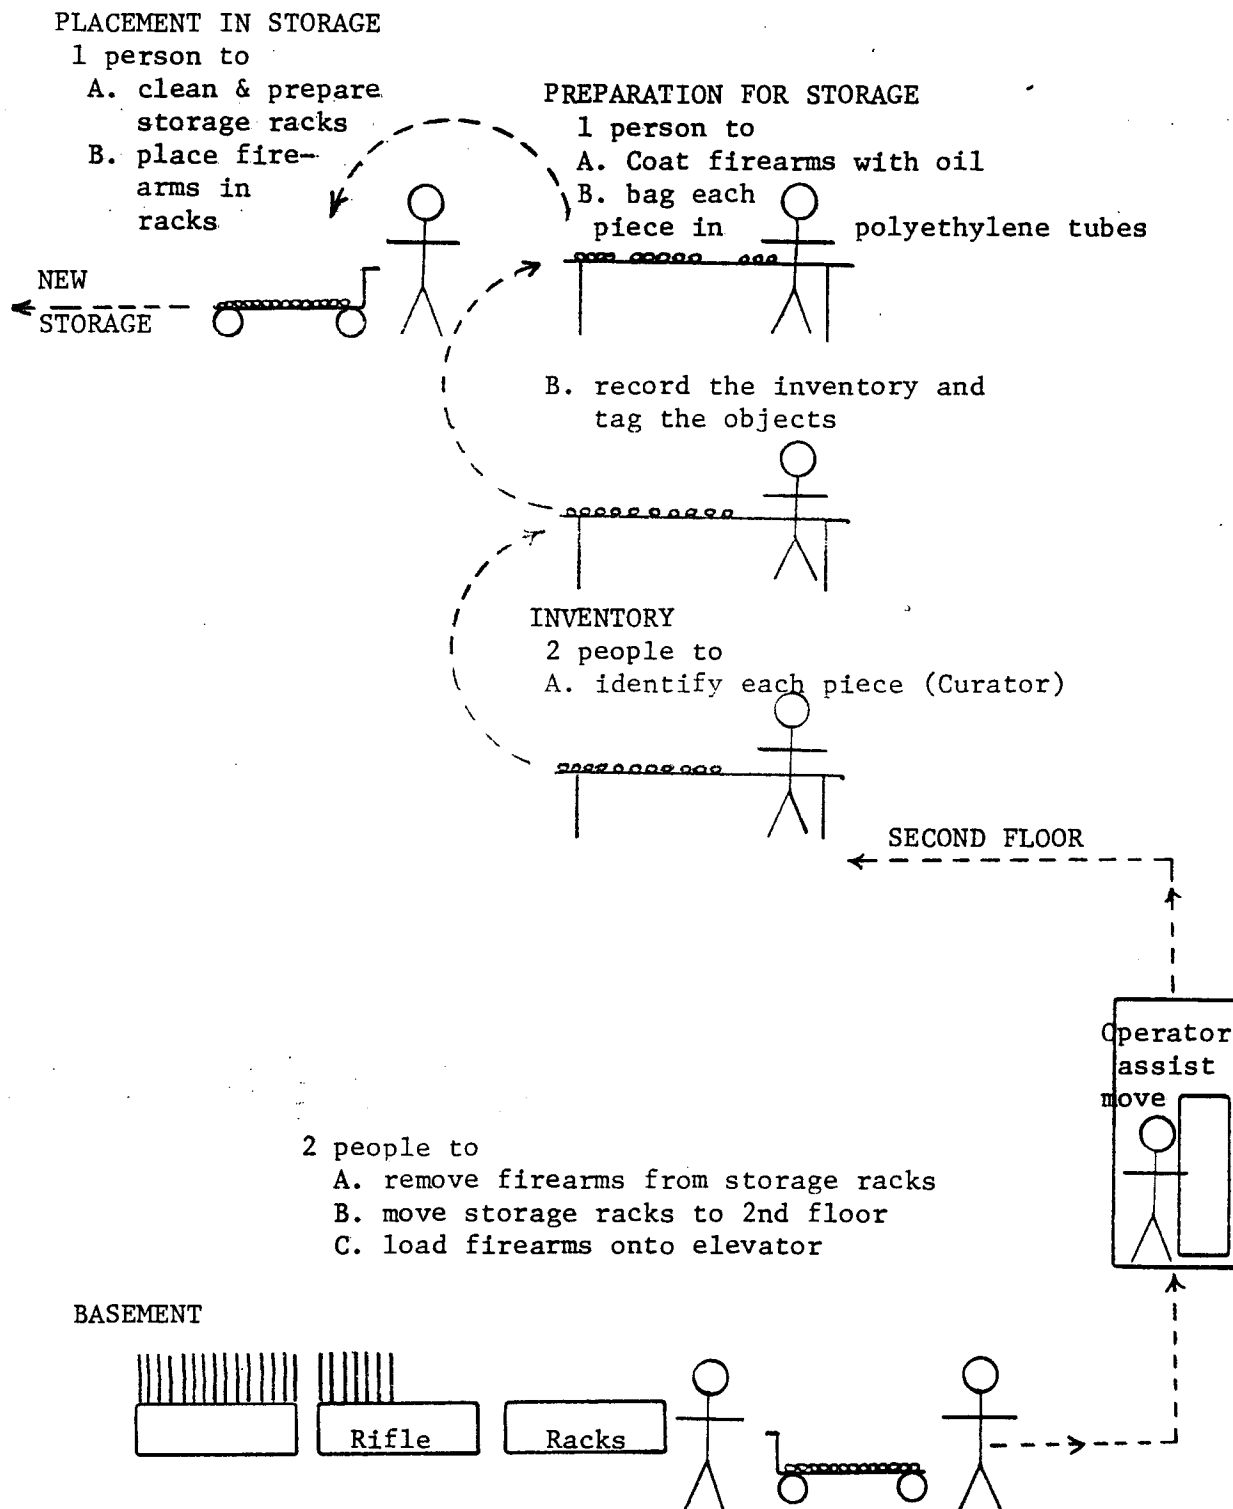 PLACEMENT IN STORAGE
1 person to
A. clean & prepare
storage racks
B. place fire-
arms in
racks
PREPARATION FOR STORAGE
1 person to
A. Coat firearms with oil
B. bag each
piece in polyethylene tubes
NEW
STORAGE
B. record the inventory and
tag the objects
INVENTORY
2 people to
A. identify each piece (Curator)
SECOND FLOOR
Operator
assist
move
2 people to
A. remove firearms from storage racks
B. move storage racks to 2nd floor
C. load firearms onto elevator
BASEMENT
Rifle Racks